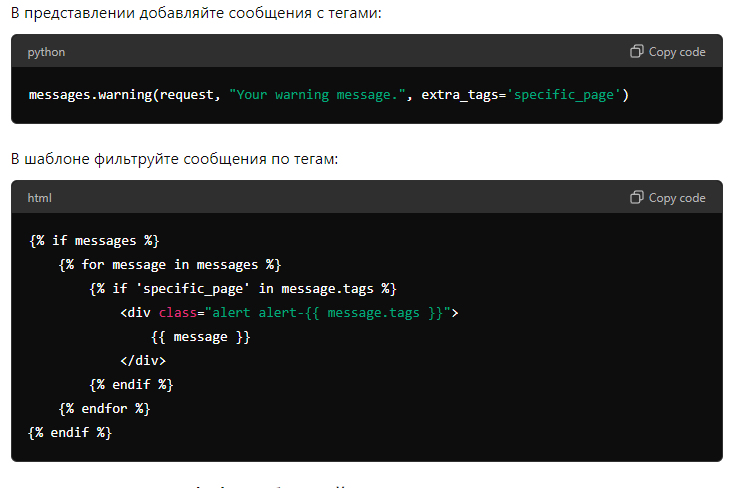 В представлении добавляйте сообщения с тегами:
python
Copy code
messages.warning(request, "Your warning message.", extra_tags='specific_page')
В шаблоне фильтруйте сообщения по тегам:
html
Copy code
{% if messages %}
    {% for message in messages %}
        {% if 'specific_page' in message.tags %}
            <div class="alert alert-{{ message.tags }}">
                {{ message }}
            </div>
        {% endif %}
    {% endfor %}
{% endif %}